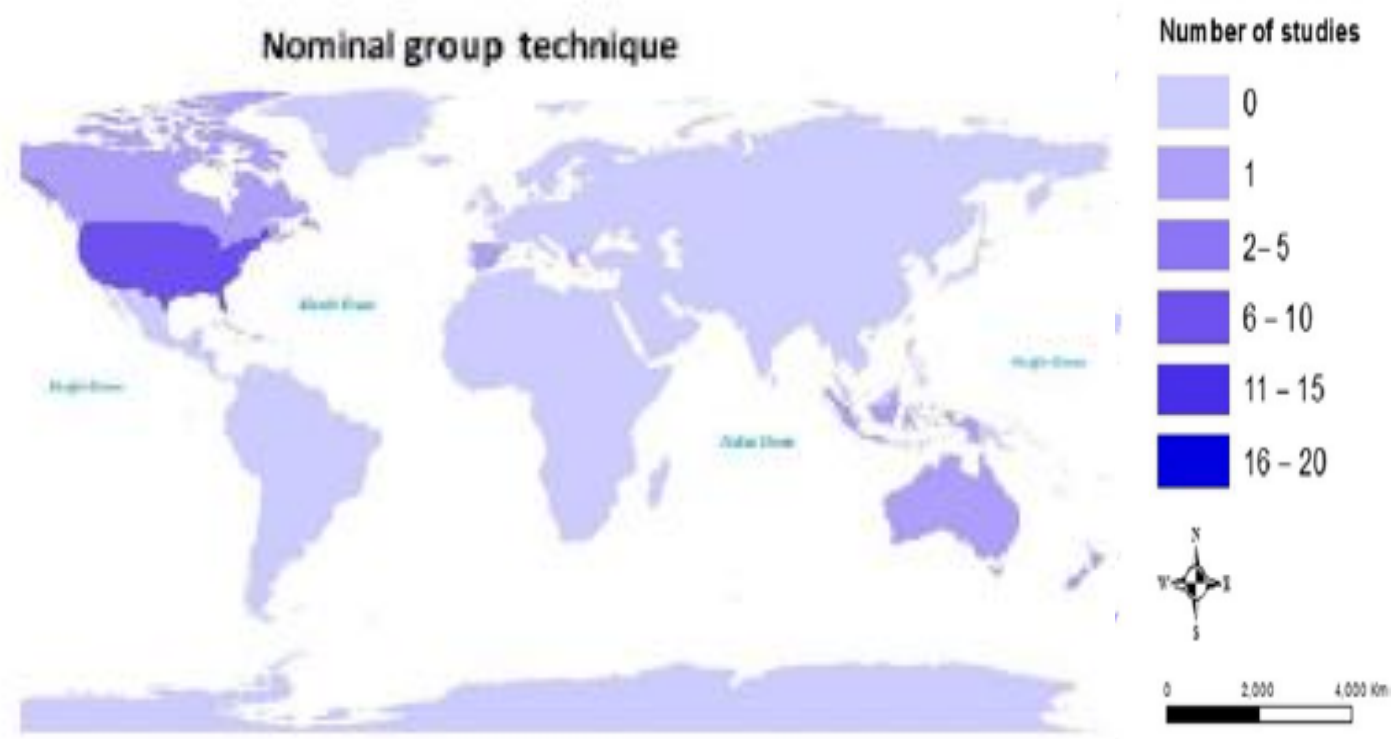 Nominal group technique
Number of studies
0
1
2–5
6 – 10
11 – 15
16 – 20
N
W
S
0 2,000 4,000 Km